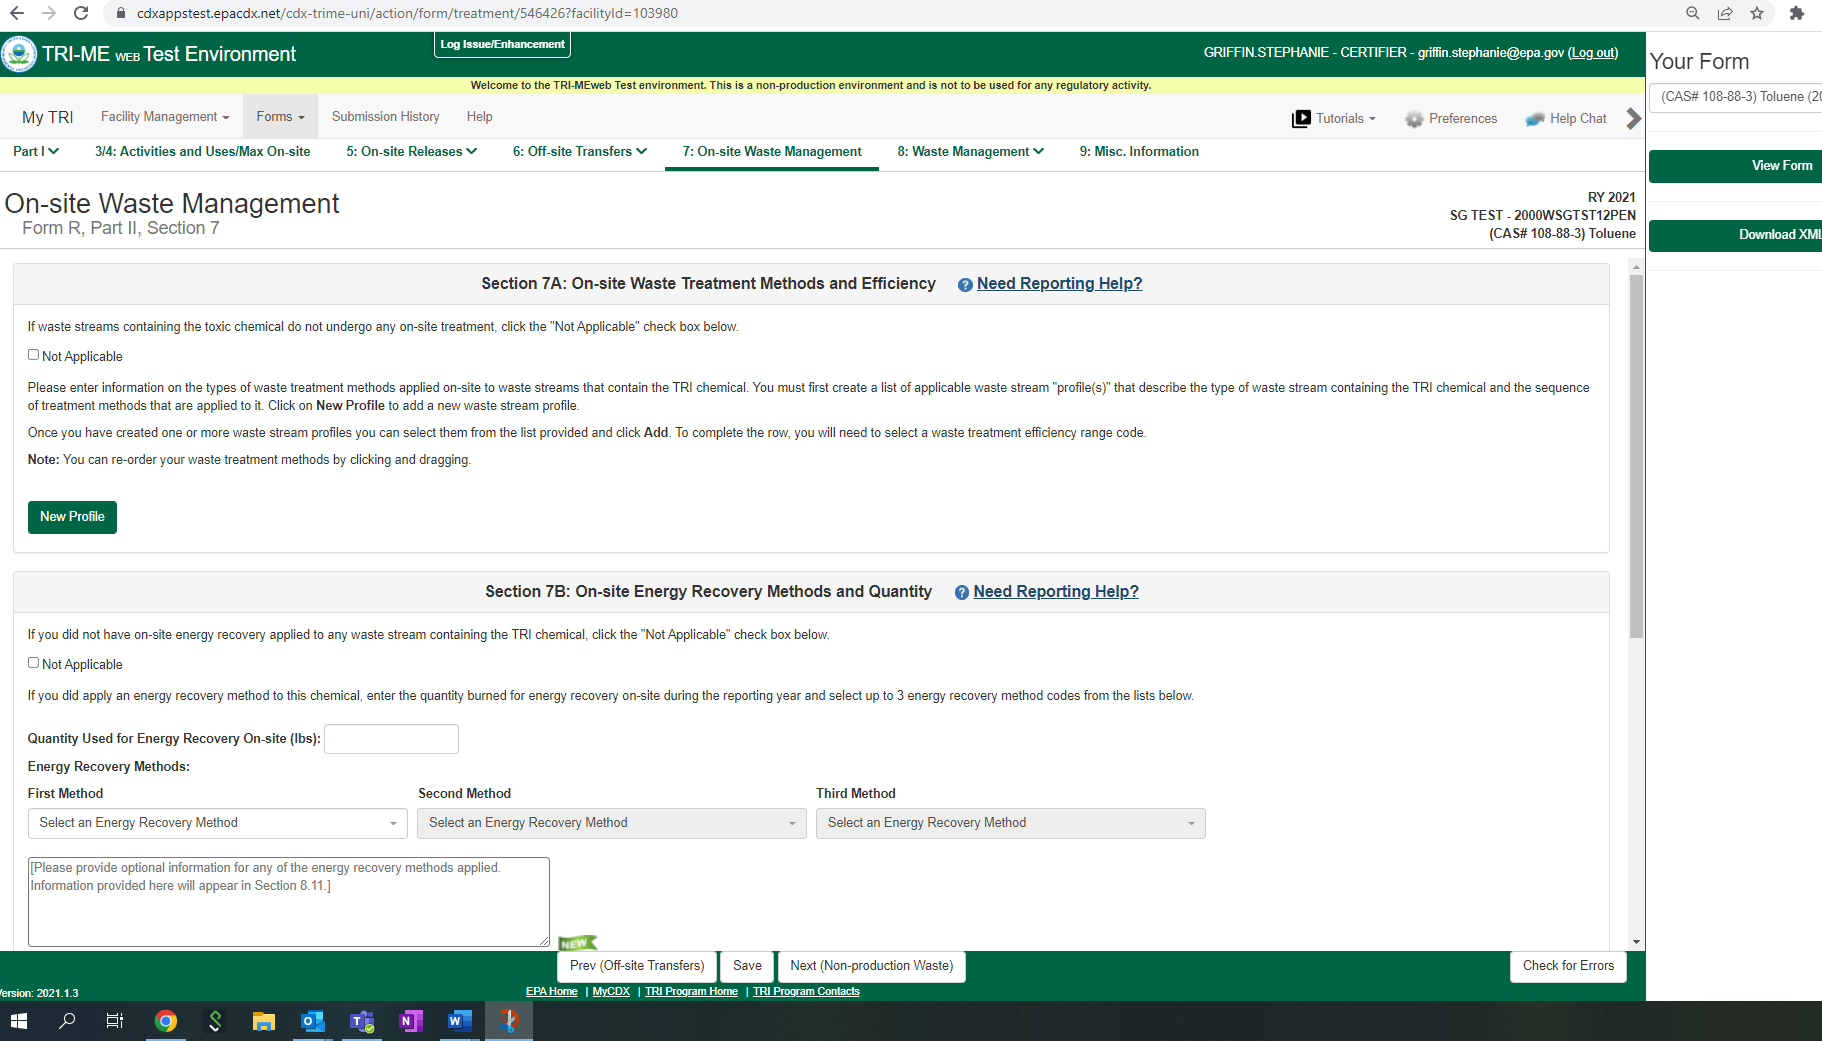 cdxappstest.epacdx.net/cdx-trime-uni/action/form/treatment/546426?facilityId=103980
TRI-ME WEB Test Environment
Log Issue/Enhancement
GRIFFIN.STEPHANIE - CERTIFIER - griffin.stephanie@epa.gov (Log out)
Your Form
Welcome to the TRI-MEweb Test environment. This is a non-production environment and is not to be used for any regulatory activity.
(CAS# 108-88-3) Toluene (20
My TRI Facility Management Forms Submission History Help Tutorials Preferences Help Chat
Part I 3/4: Activities and Uses/Max On-site 5: On-site Releases 6: Off-site Transfers 7: On-site Waste Management 8: Waste Management 9: Misc. Information
View Form
On-site Waste Management
Form R, Part II, Section 7
RY 2021
SG TEST - 2000WSGTST12PEN
(CAS# 108-88-3) Toluene
Download XML
Section 7A: On-site Waste Treatment Methods and Efficiency ? Need Reporting Help?
If waste streams containing the toxic chemical do not undergo any on-site treatment, click the "Not Applicable" check box below.
Not Applicable
Please enter information on the types of waste treatment methods applied on-site to waste streams that contain the TRI chemical. You must first create a list of applicable waste stream "profile(s)" that describe the type of waste stream containing the TRI chemical and the sequence
of treatment methods that are applied to it. Click on New Profile to add a new waste stream profile.
Once you have created one or more waste stream profiles you can select them from the list provided and click Add. To complete the row, you will need to select a waste treatment efficiency range code.
Note: You can re-order your waste treatment methods by clicking and dragging.
New Profile
Section 7B: On-site Energy Recovery Methods and Quantity ? Need Reporting Help?
If you did not have on-site energy recovery applied to any waste stream containing the TRI chemical, click the "Not Applicable" check box below.
Not Applicable
If you did apply an energy recovery method to this chemical, enter the quantity burned for energy recovery on-site during the reporting year and select up to 3 energy recovery method codes from the lists below.
Quantity Used for Energy Recovery On-site (lbs):
Energy Recovery Methods:
First Method Second Method Third Method
Select an Energy Recovery Method Select an Energy Recovery Method Select an Energy Recovery Method
[Please provide optional information for any of the energy recovery methods applied.
Information provided here will appear in Section 8.11.]
NEW
Prev (Off-site Transfers) Save Next (Non-production Waste) Check for Errors
ersion: 2021.1.3
EPA Home | MyCDX | TRI Program Home | TRI Program Contacts